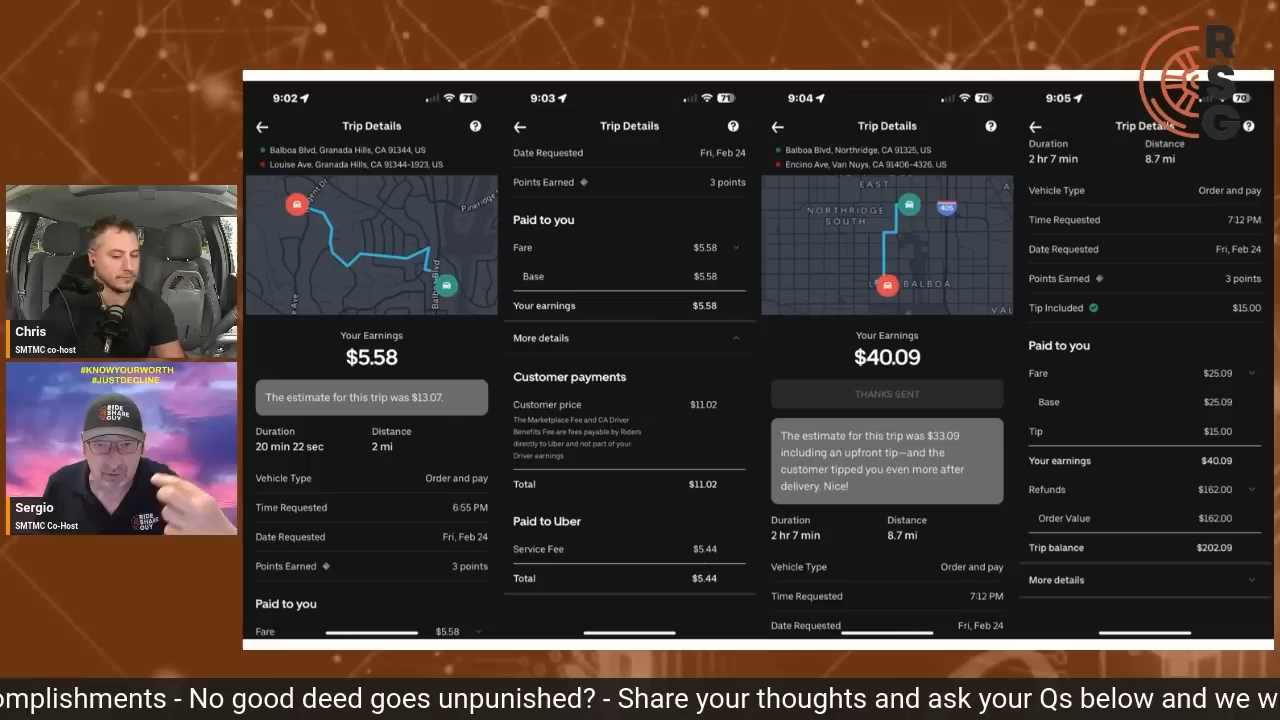 RSG
Chris
SMTMC co-host
#KNOWYOURWORTH
#JUSTDECLINE
RIDE
SHARE
GUY
RIDE
SHARE
GUY
Sergio
SMTMC Co-Host
9:02
71
Trip Details
Balboa Blvd, Granada Hills, CA 91344, US
Louise Ave, Granada Hills, CA 91344-1923, US
Balboa Blvd
Your Earnings
$5.58
The estimate for this trip was $13.07.
Duration
Distance
20 min 22 sec
2 mi
Vehicle Type
Order and pay
Time Requested
6:55 PM
Date Requested
Fri, Feb 24
Points Earned
3 points
Paid to you
Fare
$5.58
9:03
71
Trip Details
Date Requested
Fri, Feb 24
Points Earned
3 points
Paid to you
Fare
$5.58
Base
$5.58
Your earnings
$5.58
More details
Customer payments
Customer price
$11.02
The Marketplace Fee and CA Driver
Benefits Fee are fees payable by Riders
directly to Uber and not part of your
Driver earnings
Total
$11.02
Paid to Uber
Service Fee
$5.44
Total
$5.44
9:04
70
Trip Details
Balboa Blvd, Northridge, CA 91325, US
Encino Ave, Van Nuys, CA 91406-4326, US
EAST
NORTHRIDGE
SOUTH
405
BALBOA
Your Earnings
$40.09
THANKS SENT
The estimate for this trip was $33.09
including an upfront tip—and the
customer tipped you even more after
delivery. Nice!
Duration
Distance
2 hr 7 min
8.7 mi
Vehicle Type
Order and pay
Time Requested
7:12 PM
Date Requested
Fri, Feb 24
9:05
70
Trip Details
Duration
Distance
2 hr 7 min
8.7 mi
Vehicle Type
Order and pay
Time Requested
7:12 PM
Date Requested
Fri, Feb 24
Points Earned
3 points
Tip Included
$15.00
Paid to you
Fare
$25.09
Base
$25.09
Tip
$15.00
Your earnings
$40.09
Refunds
$162.00
Order Value
$162.00
Trip balance
$202.09
More details
omplishments - No good deed goes unpunished? - Share your thoughts and ask your Qs below and we w